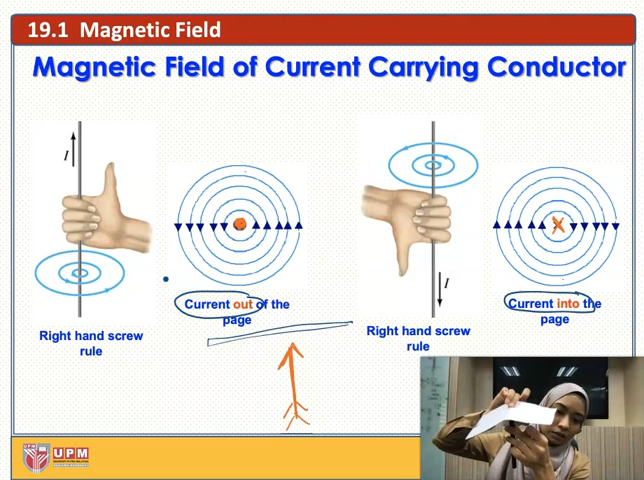 19.1 Magnetic Field
Magnetic Field of Current Carrying Conductor
I
Current out of the
page
Right hand screw
rule
I
Current into the
page
Right hand screw
rule
UPM
UPM